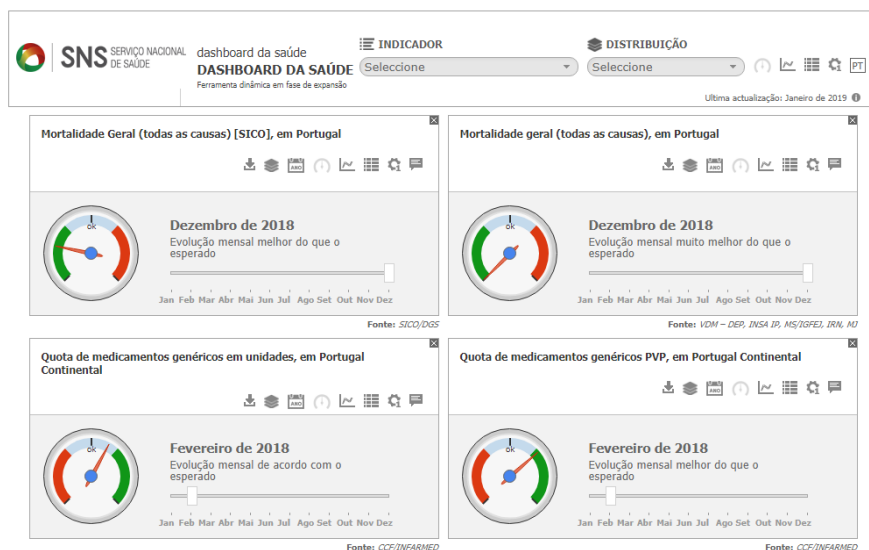 SNS SERVIÇO NACIONAL
DE SAÚDE
dashboard da saúde
DASHBOARD DA SAÚDE
Ferramenta dinâmica em fase de expansão
INDICADOR
Seleccione
DISTRIBUIÇÃO
Seleccione
PT
Ultima actualização: Janeiro de 2019
Mortalidade Geral (todas as causas) [SICO], em Portugal
ANO
ok
Dezembro de 2018
Evolução mensal melhor do que o
esperado
Jan Feb Mar Abr Mai Jun Jul Ago Set Out Nov Dez
Fonte: SICO/DGS
Mortalidade geral (todas as causas), em Portugal
ANO
ok
Dezembro de 2018
Evolução mensal muito melhor do que o
esperado
Jan Feb Mar Abr Mai Jun Jul Ago Set Out Nov Dez
Fonte: VDM – DEP, INSA IP, MS/IGFEJ, IRN, MJ
Quota de medicamentos genéricos em unidades, em Portugal
Continental
ANO
ok
Fevereiro de 2018
Evolução mensal de acordo com o
esperado
Jan Feb Mar Abr Mai Jun Jul Ago Set Out Nov Dez
Fonte: CCF/INFARMED
Quota de medicamentos genéricos PVP, em Portugal Continental
ANO
ok
Fevereiro de 2018
Evolução mensal melhor do que o
esperado
Jan Feb Mar Abr Mai Jun Jul Ago Set Out Nov Dez
Fonte: CCF/INFARMED